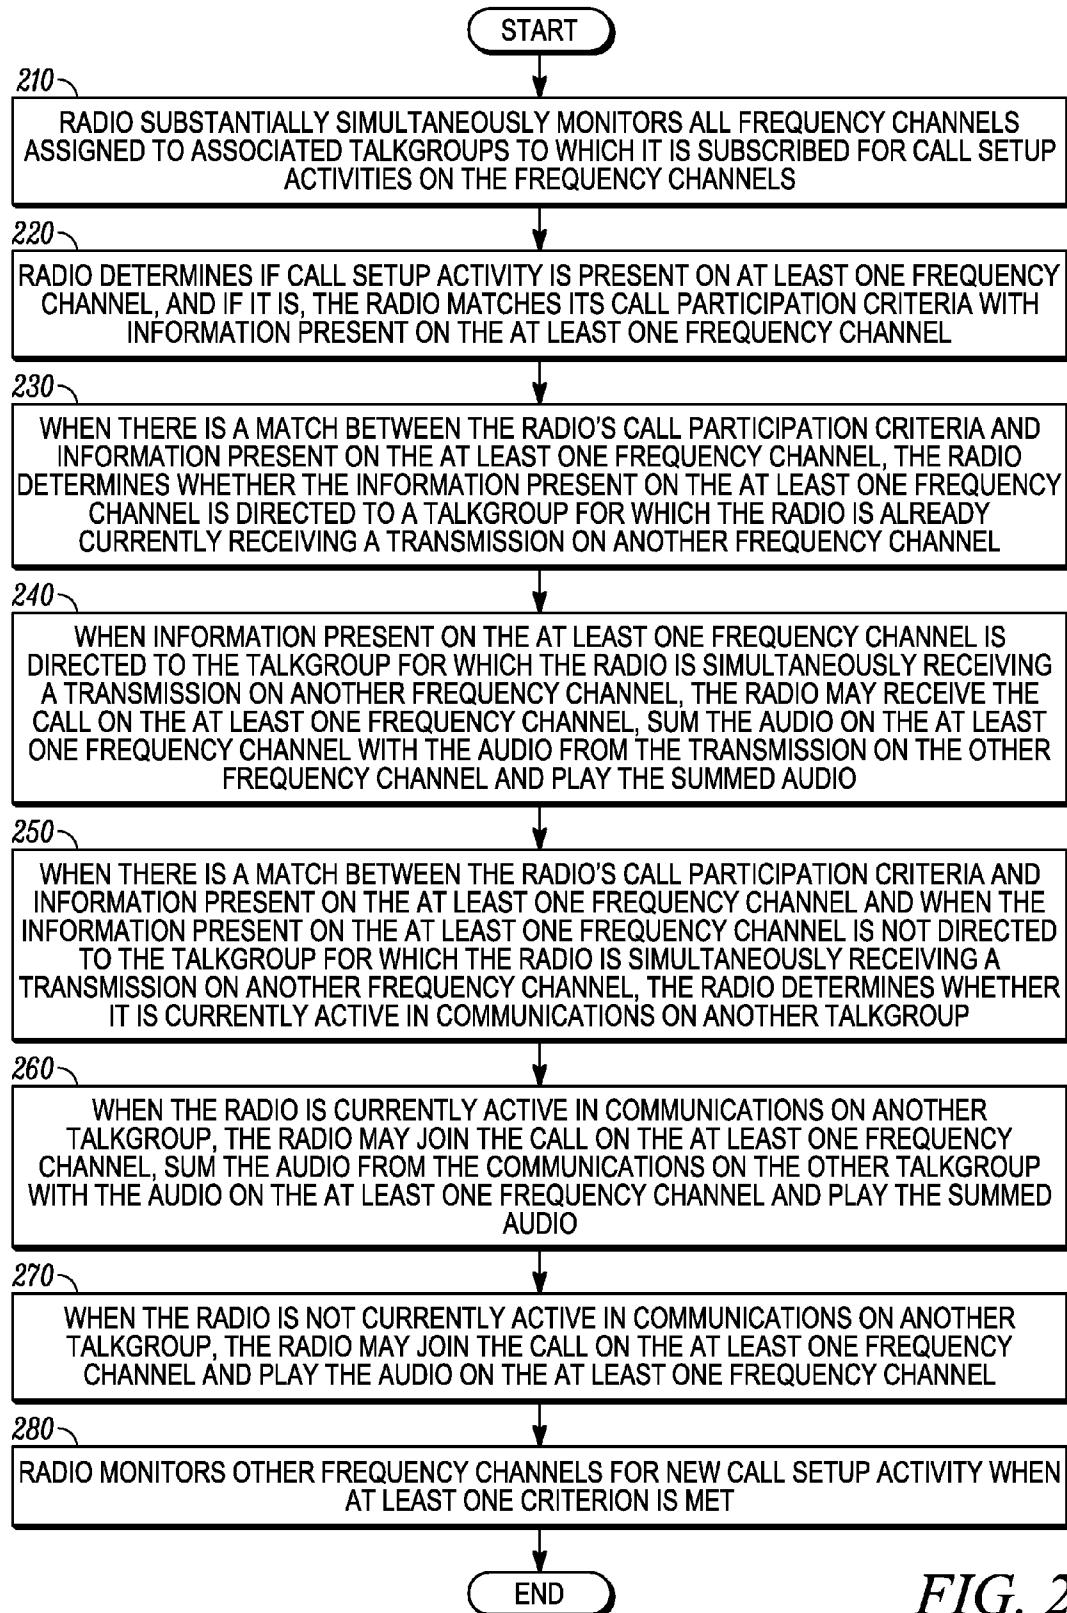 START
210
RADIO SUBSTANTIALLY SIMULTANEOUSLY MONITORS ALL FREQUENCY CHANNELS
ASSIGNED TO ASSOCIATED TALKGROUPS TO WHICH IT IS SUBSCRIBED FOR CALL SETUP
ACTIVITIES ON THE FREQUENCY CHANNELS
220
RADIO DETERMINES IF CALL SETUP ACTIVITY IS PRESENT ON AT LEAST ONE FREQUENCY
CHANNEL, AND IF IT IS, THE RADIO MATCHES ITS CALL PARTICIPATION CRITERIA WITH
INFORMATION PRESENT ON THE AT LEAST ONE FREQUENCY CHANNEL
230
WHEN THERE IS A MATCH BETWEEN THE RADIO'S CALL PARTICIPATION CRITERIA AND
INFORMATION PRESENT ON THE AT LEAST ONE FREQUENCY CHANNEL, THE RADIO
DETERMINES WHETHER THE INFORMATION PRESENT ON THE AT LEAST ONE FREQUENCY
CHANNEL IS DIRECTED TO A TALKGROUP FOR WHICH THE RADIO IS ALREADY
CURRENTLY RECEIVING A TRANSMISSION ON ANOTHER FREQUENCY CHANNEL
240
WHEN INFORMATION PRESENT ON THE AT LEAST ONE FREQUENCY CHANNEL IS
DIRECTED TO THE TALKGROUP FOR WHICH THE RADIO IS SIMULTANEOUSLY RECEIVING
A TRANSMISSION ON ANOTHER FREQUENCY CHANNEL, THE RADIO MAY RECEIVE THE
CALL ON THE AT LEAST ONE FREQUENCY CHANNEL, SUM THE AUDIO ON THE AT LEAST
ONE FREQUENCY CHANNEL WITH THE AUDIO FROM THE TRANSMISSION ON THE OTHER
FREQUENCY CHANNEL AND PLAY THE SUMMED AUDIO
250
WHEN THERE IS A MATCH BETWEEN THE RADIO'S CALL PARTICIPATION CRITERIA AND
INFORMATION PRESENT ON THE AT LEAST ONE FREQUENCY CHANNEL AND WHEN THE
INFORMATION PRESENT ON THE AT LEAST ONE FREQUENCY CHANNEL IS NOT DIRECTED
TO THE TALKGROUP FOR WHICH THE RADIO IS SIMULTANEOUSLY RECEIVING A
TRANSMISSION ON ANOTHER FREQUENCY CHANNEL, THE RADIO DETERMINES WHETHER
IT IS CURRENTLY ACTIVE IN COMMUNICATIONS ON ANOTHER TALKGROUP
260
WHEN THE RADIO IS CURRENTLY ACTIVE IN COMMUNICATIONS ON ANOTHER
TALKGROUP, THE RADIO MAY JOIN THE CALL ON THE AT LEAST ONE FREQUENCY
CHANNEL, SUM THE AUDIO FROM THE COMMUNICATIONS ON THE OTHER TALKGROUP
WITH THE AUDIO ON THE AT LEAST ONE FREQUENCY CHANNEL AND PLAY THE SUMMED
AUDIO
270
WHEN THE RADIO IS NOT CURRENTLY ACTIVE IN COMMUNICATIONS ON ANOTHER
TALKGROUP, THE RADIO MAY JOIN THE CALL ON THE AT LEAST ONE FREQUENCY
CHANNEL AND PLAY THE AUDIO ON THE AT LEAST ONE FREQUENCY CHANNEL
280
RADIO MONITORS OTHER FREQUENCY CHANNELS FOR NEW CALL SETUP ACTIVITY WHEN
AT LEAST ONE CRITERION IS MET
END
FIG. 2